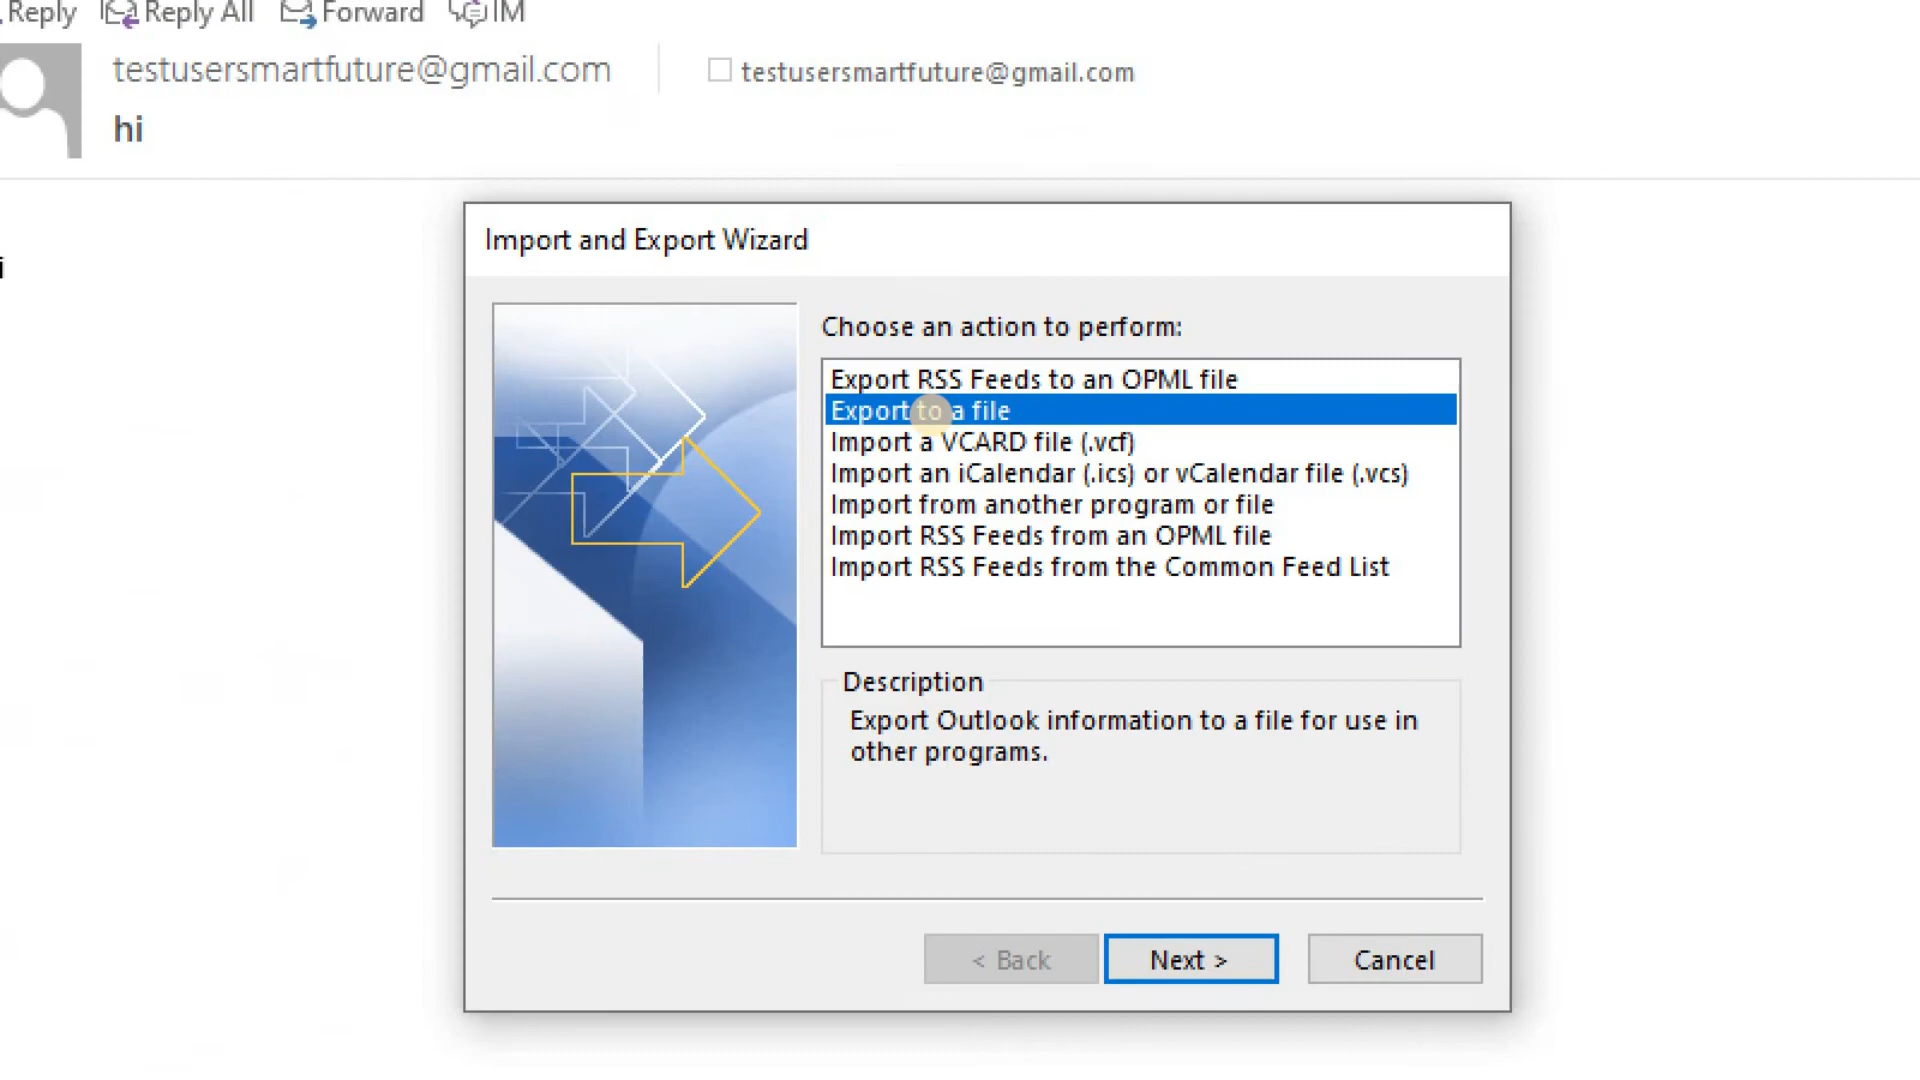 Reply Reply All Forward IM
testusersmartfuture@gmail.com testusersmartfuture@gmail.com
hi
i
Import and Export Wizard
Choose an action to perform:
Export RSS Feeds to an OPML file
Export to a file
Import a VCARD file (.vcf)
Import an iCalendar (.ics) or vCalendar file (.vcs)
Import from another program or file
Import RSS Feeds from an OPML file
Import RSS Feeds from the Common Feed List
Description
Export Outlook information to a file for use in
other programs.
< Back Next > Cancel